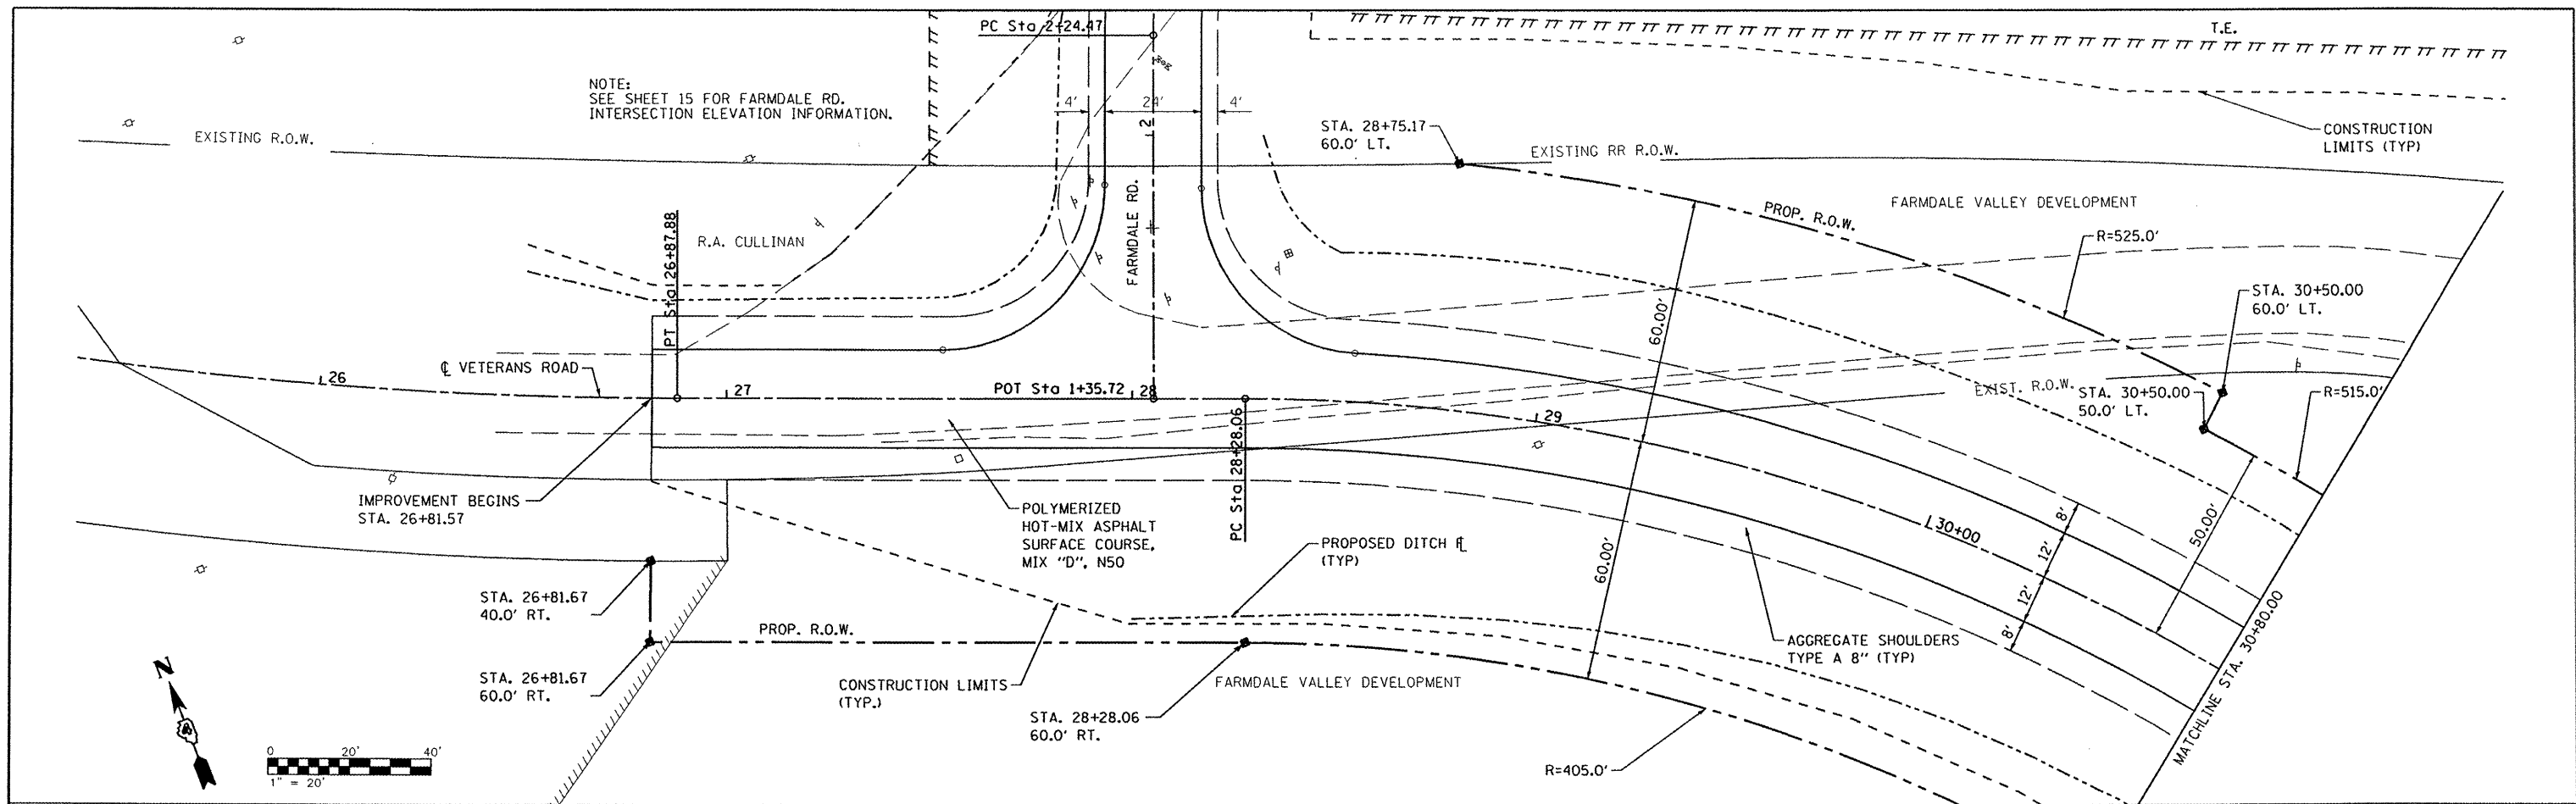 PC Sta 2+24.47
T.E.
NOTE:
SEE SHEET 15 FOR FARMDALE RD.
INTERSECTION ELEVATION INFORMATION.
4'
24'
4'
2
STA. 28+75.17
60.0' LT.
CONSTRUCTION
LIMITS (TYP)
EXISTING R.O.W.
EXISTING RR R.O.W.
FARMDALE VALLEY DEVELOPMENT
PROP. R.O.W.
R=525.0'
R.A. CULLINAN
PT Sta 26+87.88
FARMDALE RD.
60.00'
STA. 30+50.00
60.0' LT.
℄ VETERANS ROAD
26
27
POT Sta 1+35.72
28
29
EXIST. R.O.W.
STA. 30+50.00
50.0' LT.
R=515.0'
PC Sta 28+28.06
IMPROVEMENT BEGINS
STA. 26+81.57
POLYMERIZED
HOT-MIX ASPHALT
SURFACE COURSE,
MIX "D", N50
PROPOSED DITCH ℄
(TYP)
30+00
8'
12'
12'
8'
50.00'
60.00'
STA. 26+81.67
40.0' RT.
PROP. R.O.W.
AGGREGATE SHOULDERS
TYPE A 8" (TYP)
MATCHLINE STA. 30+80.00
N
STA. 26+81.67
60.0' RT.
CONSTRUCTION LIMITS
(TYP.)
FARMDALE VALLEY DEVELOPMENT
STA. 28+28.06
60.0' RT.
R=405.0'
0 20' 40'
1" = 20'